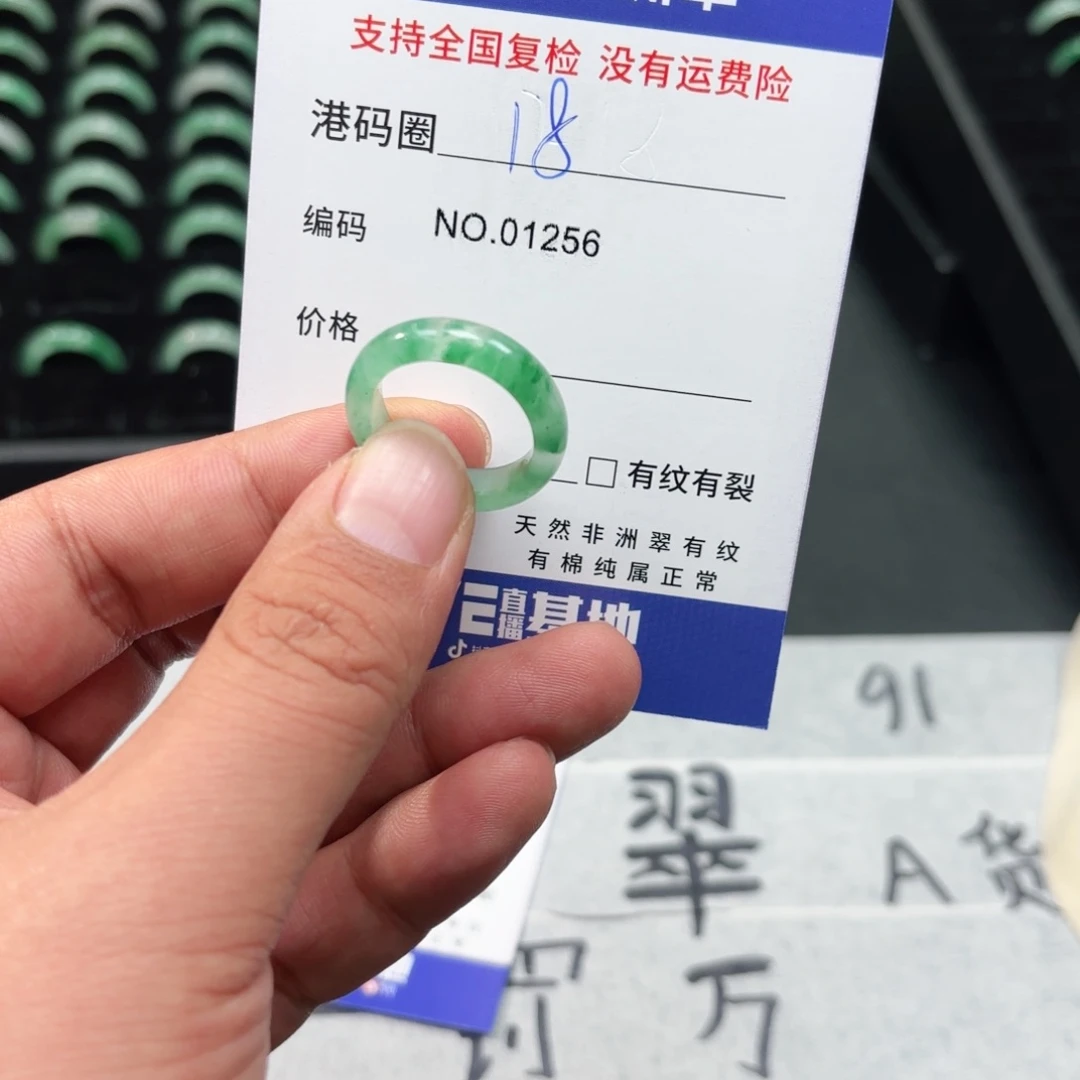 支持全国复检 没有运费险
港码圈 18
编码 NO.01256
价格
□ 有纹有裂
天然非洲翠有纹
有棉纯属正常
直播基地
91
翠 A货
万